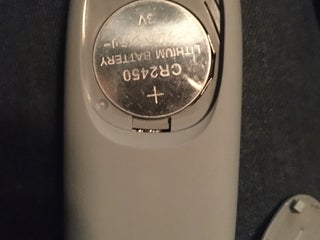 +
CR2450
LITHIUM BATTERY
3V